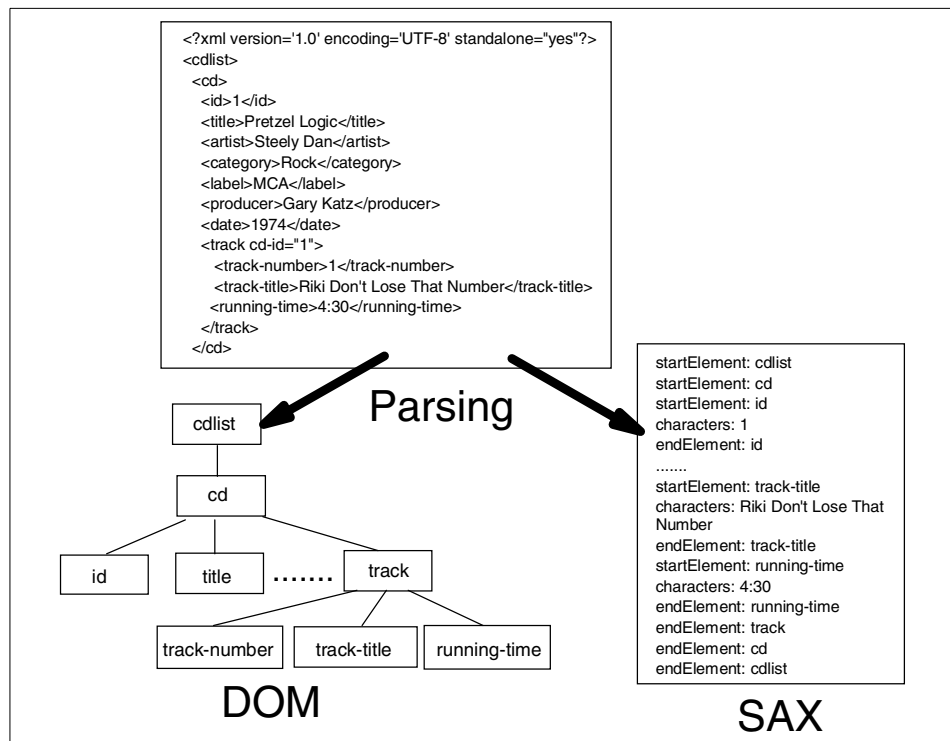 <?xml version='1.0' encoding='UTF-8' standalone="yes"?>
<cdlist>
<cd>
<id>1</id>
<title>Pretzel Logic</title>
<artist>Steely Dan</artist>
<category>Rock</category>
<label>MCA</label>
<producer>Gary Katz</producer>
<date>1974</date>
<track cd-id="1">
<track-number>1</track-number>
<track-title>Riki Don't Lose That Number</track-title>
<running-time>4:30</running-time>
</track>
</cd>
Parsing
cdlist
cd
id
title
.......
track
track-number
track-title
running-time
DOM
startElement: cdlist
startElement: cd
startElement: id
characters: 1
endElement: id
.......
startElement: track-title
characters: Riki Don't Lose That
Number
endElement: track-title
startElement: running-time
characters: 4:30
endElement: running-time
endElement: track
endElement: cd
endElement: cdlist
SAX